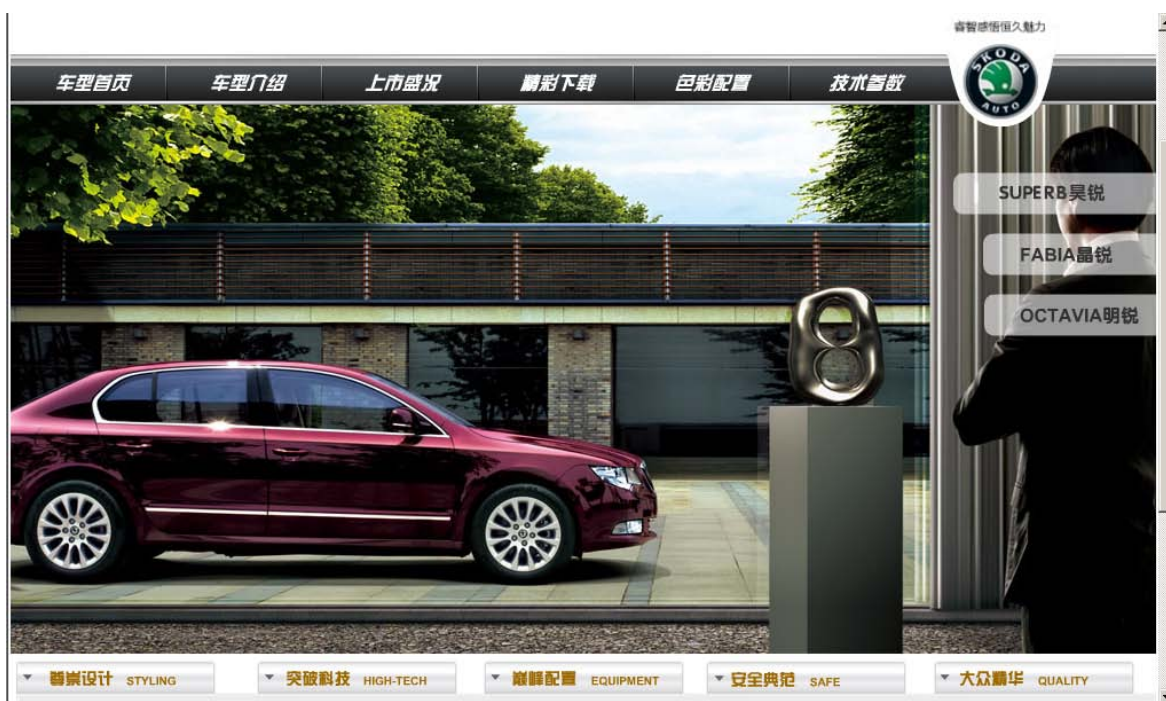 睿智感悟恒久魅力
SKODA
AUTO
车型首页 车型介绍 上市盛况 精彩下载 色彩配置 技术参数
SUPERB昊锐
FABIA晶锐
OCTAVIA明锐
尊崇设计 STYLING 突破科技 HIGH-TECH 巅峰配置 EQUIPMENT 安全典范 SAFE 大众精华 QUALITY